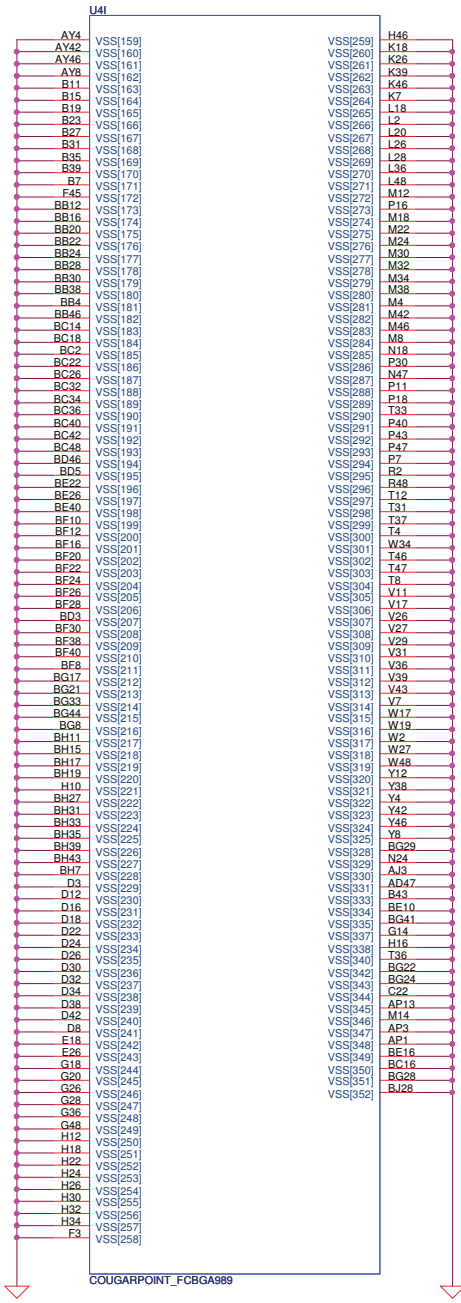 U4I
AY4 VSS[159] VSS[259] H46
AY42 VSS[160] VSS[260] K18
AY46 VSS[161] VSS[261] K26
AY8 VSS[162] VSS[262] K39
B11 VSS[163] VSS[263] K46
B15 VSS[164] VSS[264] K7
B19 VSS[165] VSS[265] L18
B23 VSS[166] VSS[266] L2
B27 VSS[167] VSS[267] L20
B31 VSS[168] VSS[268] L26
B35 VSS[169] VSS[269] L28
B39 VSS[170] VSS[270] L36
B7 VSS[171] VSS[271] L48
F45 VSS[172] VSS[272] M12
BB12 VSS[173] VSS[273] P16
BB16 VSS[174] VSS[274] M18
BB20 VSS[175] VSS[275] M22
BB22 VSS[176] VSS[276] M24
BB24 VSS[177] VSS[277] M30
BB28 VSS[178] VSS[278] M32
BB30 VSS[179] VSS[279] M34
BB38 VSS[180] VSS[280] M38
BB4 VSS[181] VSS[281] M4
BB46 VSS[182] VSS[282] M42
BC14 VSS[183] VSS[283] M46
BC18 VSS[184] VSS[284] M8
BC2 VSS[185] VSS[285] N18
BC22 VSS[186] VSS[286] P30
BC26 VSS[187] VSS[287] N47
BC32 VSS[188] VSS[288] P11
BC34 VSS[189] VSS[289] P18
BC36 VSS[190] VSS[290] T33
BC40 VSS[191] VSS[291] P40
BC42 VSS[192] VSS[292] P43
BC48 VSS[193] VSS[293] P47
BD46 VSS[194] VSS[294] P7
BD5 VSS[195] VSS[295] R2
BE22 VSS[196] VSS[296] R48
BE26 VSS[197] VSS[297] T12
BE40 VSS[198] VSS[298] T31
BF10 VSS[199] VSS[299] T37
BF12 VSS[200] VSS[300] T4
BF16 VSS[201] VSS[301] W34
BF20 VSS[202] VSS[302] T46
BF22 VSS[203] VSS[303] T47
BF24 VSS[204] VSS[304] T8
BF26 VSS[205] VSS[305] V11
BF28 VSS[206] VSS[306] V17
BD3 VSS[207] VSS[307] V26
BF30 VSS[208] VSS[308] V27
BF38 VSS[209] VSS[309] V29
BF40 VSS[210] VSS[310] V31
BF8 VSS[211] VSS[311] V36
BG17 VSS[212] VSS[312] V39
BG21 VSS[213] VSS[313] V43
BG33 VSS[214] VSS[314] V7
BG44 VSS[215] VSS[315] W17
BG8 VSS[216] VSS[316] W19
BH11 VSS[217] VSS[317] W2
BH15 VSS[218] VSS[318] W27
BH17 VSS[219] VSS[319] W48
BH19 VSS[220] VSS[320] Y12
H10 VSS[221] VSS[321] Y38
BH27 VSS[222] VSS[322] Y4
BH31 VSS[223] VSS[323] Y42
BH33 VSS[224] VSS[324] Y46
BH35 VSS[225] VSS[325] Y8
BH39 VSS[226] VSS[328] BG29
BH43 VSS[227] VSS[329] N24
BH7 VSS[228] VSS[330] AJ3
D3 VSS[229] VSS[331] AD47
D12 VSS[230] VSS[333] B43
D16 VSS[231] VSS[334] BE10
D18 VSS[232] VSS[335] BG41
D22 VSS[233] VSS[337] G14
D24 VSS[234] VSS[338] H16
D26 VSS[235] VSS[340] T36
D30 VSS[236] VSS[342] BG22
D32 VSS[237] VSS[343] BG24
D34 VSS[238] VSS[344] C22
D38 VSS[239] VSS[345] AP13
D42 VSS[240] VSS[346] M14
D8 VSS[241] VSS[347] AP3
E18 VSS[242] VSS[348] AP1
E26 VSS[243] VSS[349] BE16
G18 VSS[244] VSS[350] BC16
G20 VSS[245] VSS[351] BG28
G26 VSS[246] VSS[352] BJ28
G28 VSS[247]
G36 VSS[248]
G48 VSS[249]
H12 VSS[250]
H18 VSS[251]
H22 VSS[252]
H24 VSS[253]
H26 VSS[254]
H30 VSS[255]
H32 VSS[256]
H34 VSS[257]
F3 VSS[258]
COUGARPOINT_FCBGA989